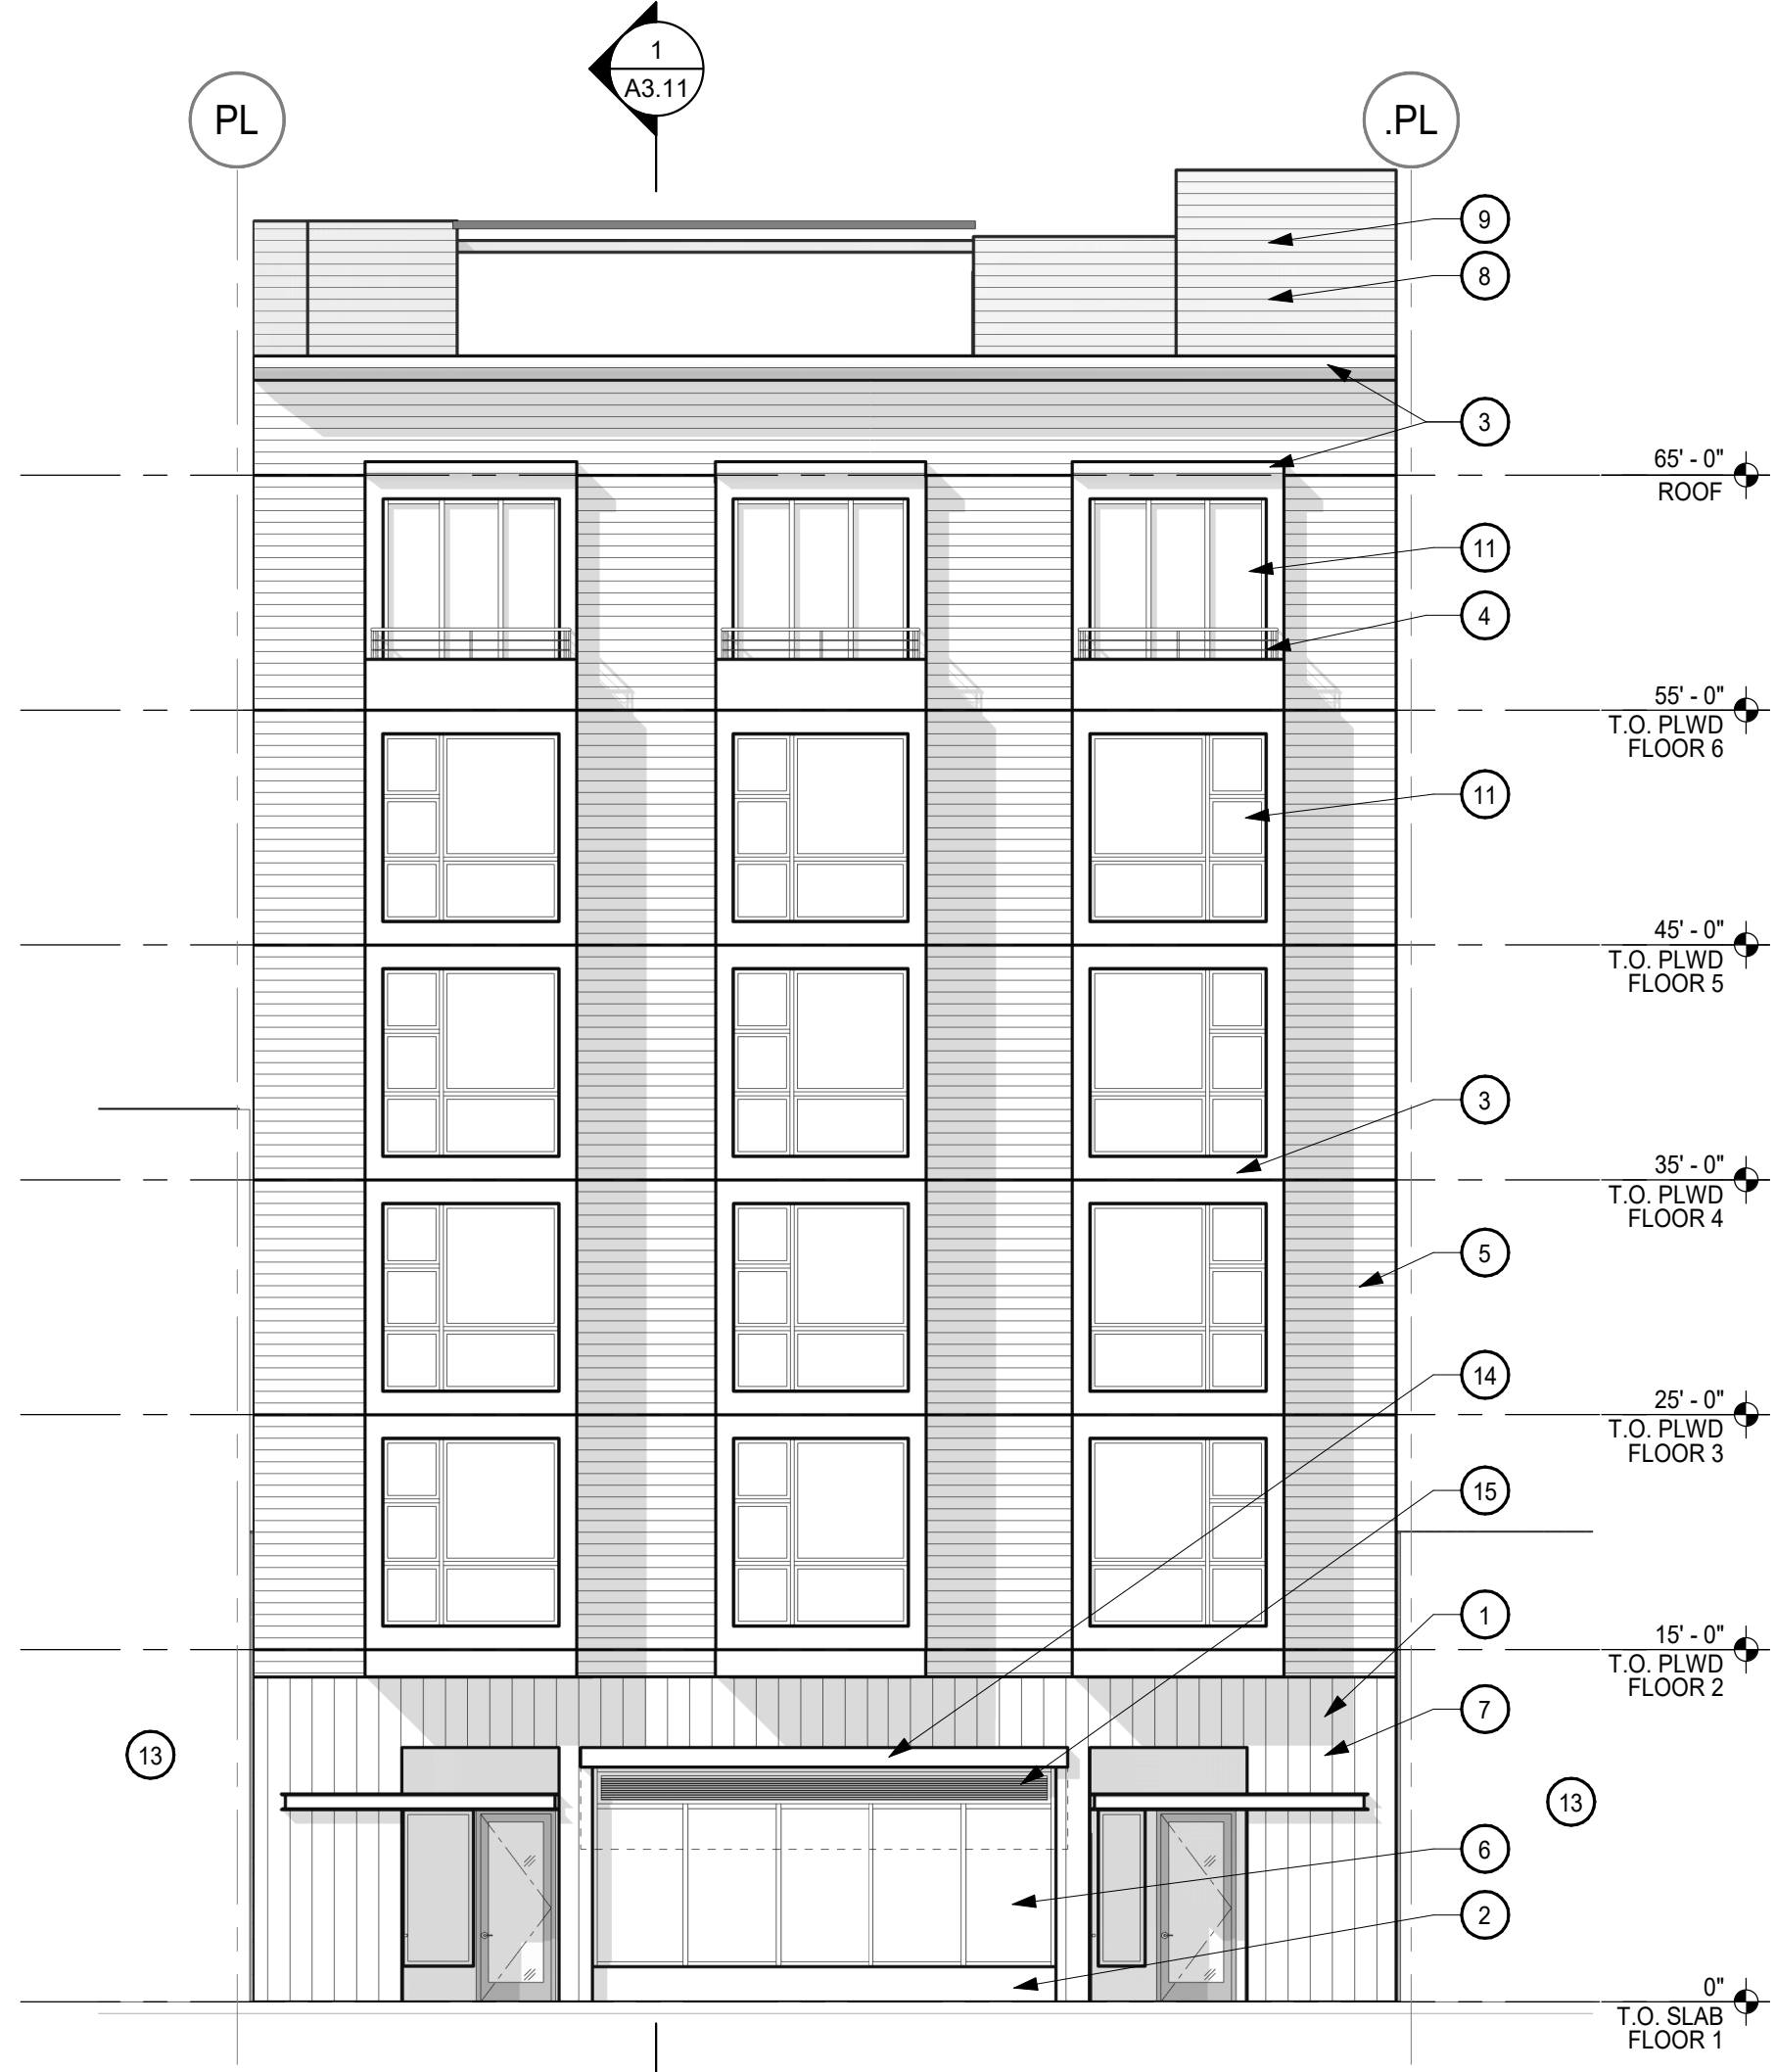 1
A3.11
PL
.PL
9
8
3
65' - 0"
ROOF
11
4
55' - 0"
T.O. PLWD
FLOOR 6
11
45' - 0"
T.O. PLWD
FLOOR 5
3
35' - 0"
T.O. PLWD
FLOOR 4
5
14
25' - 0"
T.O. PLWD
FLOOR 3
15
1
15' - 0"
T.O. PLWD
FLOOR 2
7
13
13
6
2
0"
T.O. SLAB
FLOOR 1